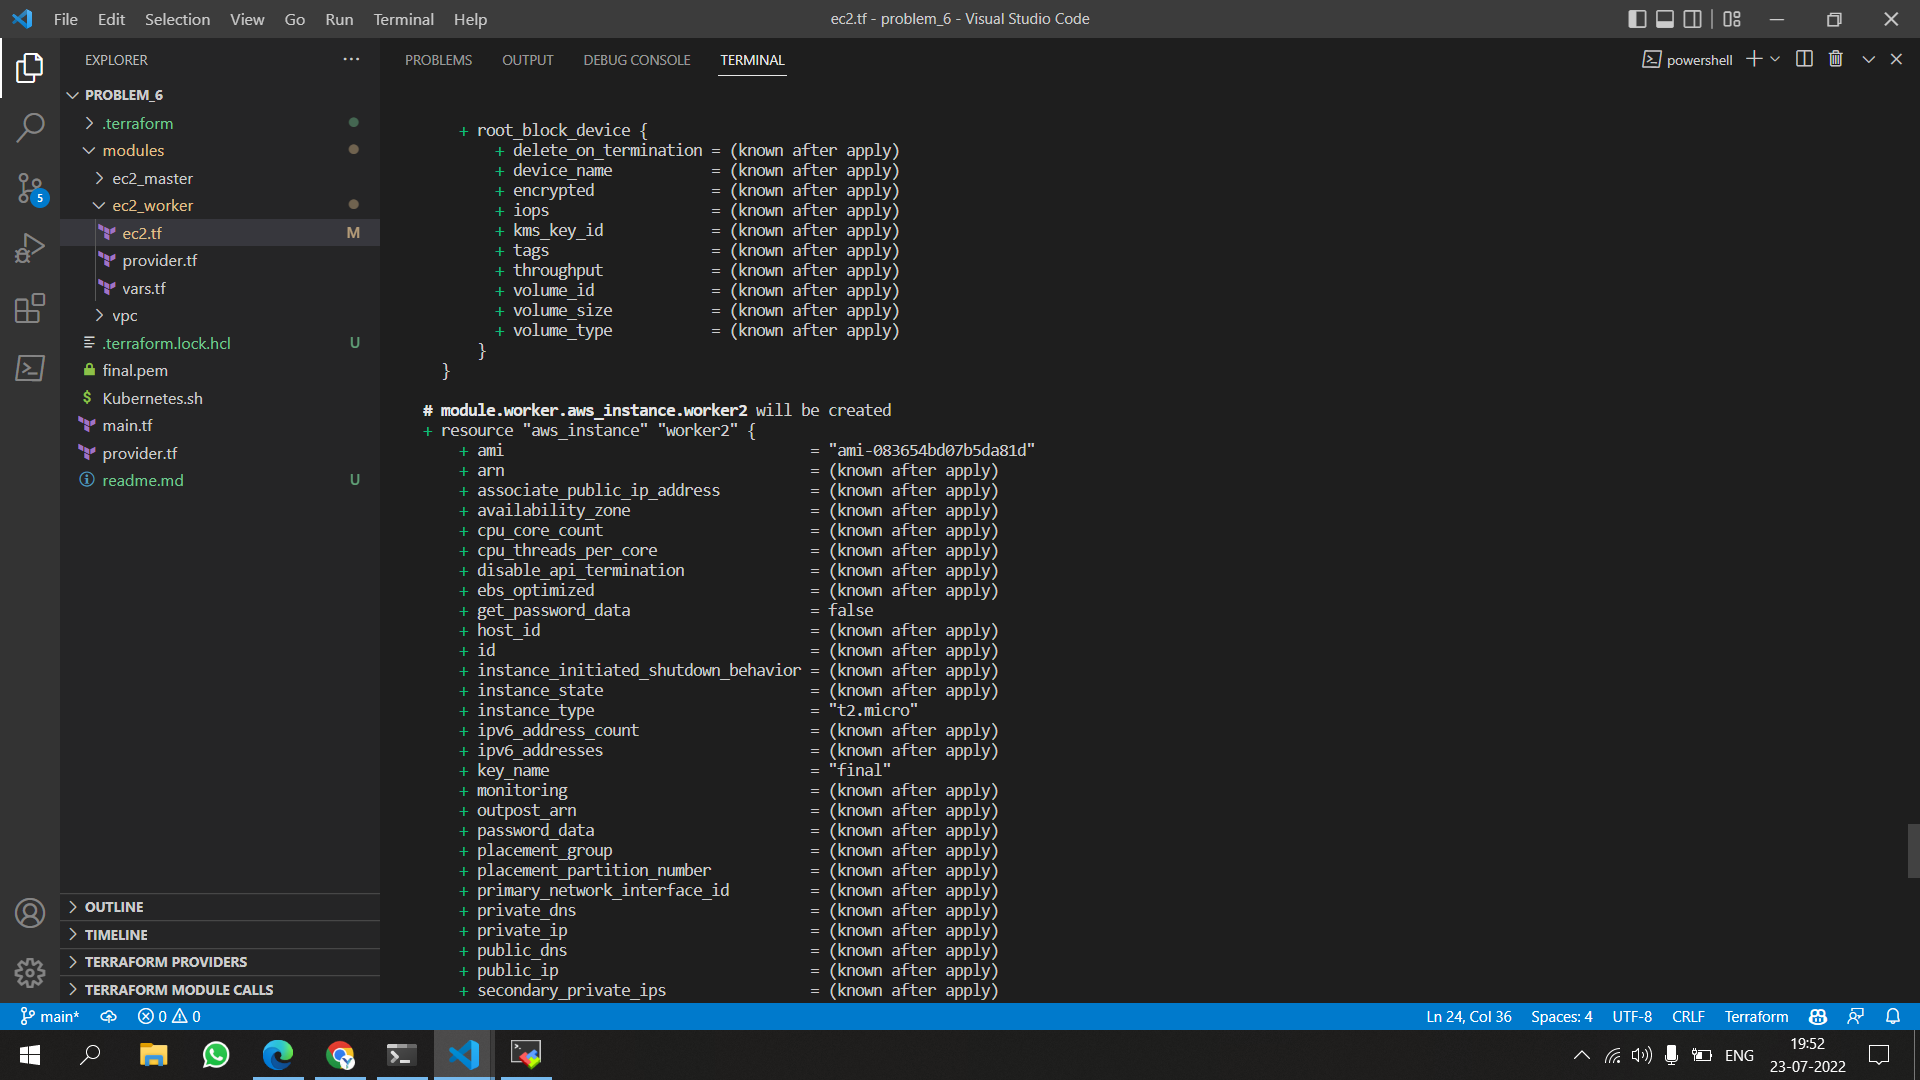 File Edit Selection View Go Run Terminal Help
ec2.tf - problem_6 - Visual Studio Code
EXPLORER
PROBLEM_6
.terraform
modules
ec2_master
ec2_worker
ec2.tf M
provider.tf
vars.tf
vpc
.terraform.lock.hcl U
final.pem
$ Kubernetes.sh
main.tf
provider.tf
readme.md U
OUTLINE
TIMELINE
TERRAFORM PROVIDERS
TERRAFORM MODULE CALLS
5
PROBLEMS OUTPUT DEBUG CONSOLE TERMINAL
powershell
+ root_block_device {
+ delete_on_termination = (known after apply)
+ device_name = (known after apply)
+ encrypted = (known after apply)
+ iops = (known after apply)
+ kms_key_id = (known after apply)
+ tags = (known after apply)
+ throughput = (known after apply)
+ volume_id = (known after apply)
+ volume_size = (known after apply)
+ volume_type = (known after apply)
}
}
# module.worker.aws_instance.worker2 will be created
+ resource "aws_instance" "worker2" {
+ ami = "ami-083654bd07b5da81d"
+ arn = (known after apply)
+ associate_public_ip_address = (known after apply)
+ availability_zone = (known after apply)
+ cpu_core_count = (known after apply)
+ cpu_threads_per_core = (known after apply)
+ disable_api_termination = (known after apply)
+ ebs_optimized = (known after apply)
+ get_password_data = false
+ host_id = (known after apply)
+ id = (known after apply)
+ instance_initiated_shutdown_behavior = (known after apply)
+ instance_state = (known after apply)
+ instance_type = "t2.micro"
+ ipv6_address_count = (known after apply)
+ ipv6_addresses = (known after apply)
+ key_name = "final"
+ monitoring = (known after apply)
+ outpost_arn = (known after apply)
+ password_data = (known after apply)
+ placement_group = (known after apply)
+ placement_partition_number = (known after apply)
+ primary_network_interface_id = (known after apply)
+ private_dns = (known after apply)
+ private_ip = (known after apply)
+ public_dns = (known after apply)
+ public_ip = (known after apply)
+ secondary_private_ips = (known after apply)
main* 0 0 Ln 24, Col 36 Spaces: 4 UTF-8 CRLF Terraform
ENG
19:52
23-07-2022